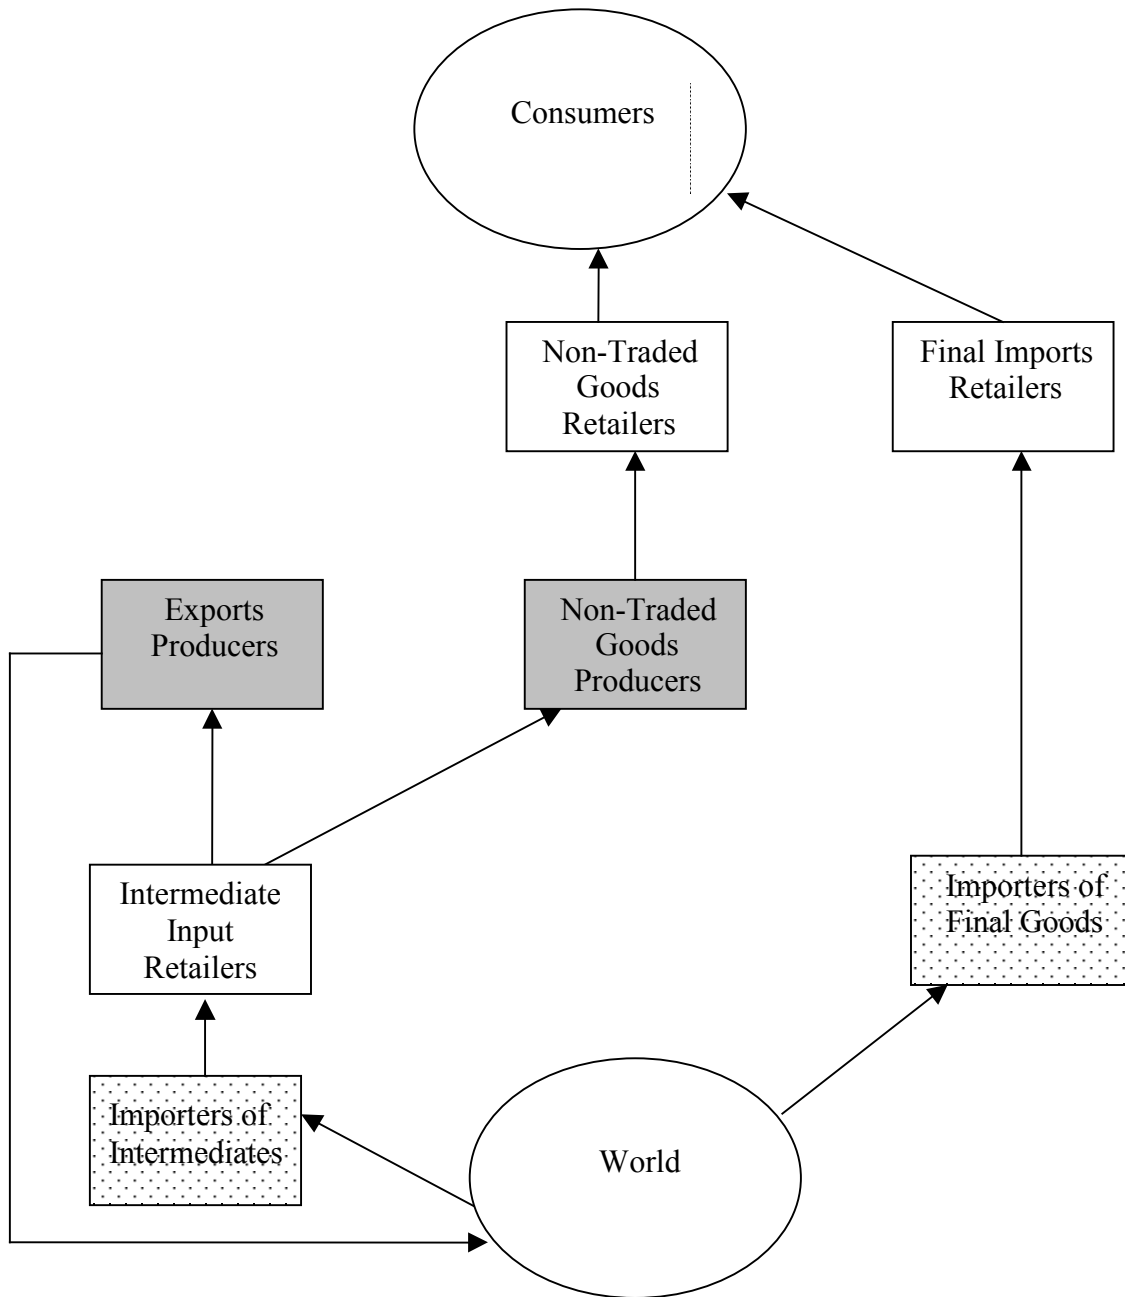 Consumers
Non-Traded
Goods
Retailers
Final Imports
Retailers
Exports
Producers
Non-Traded
Goods
Producers
Intermediate
Input
Retailers
Importers of
Final Goods
Importers of
Intermediates
World